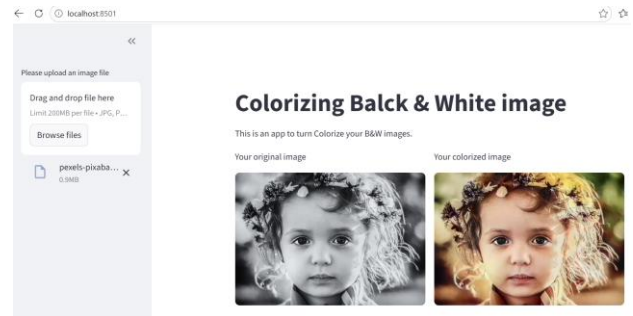 localhost:8501
Please upload an image file
Drag and drop file here
Limit 200MB per file • JPG, P...
Browse files
pexels-pixaba...
0.9MB
Colorizing Balck & White image
This is an app to turn Colorize your B&W images.
Your original image
Your colorized image